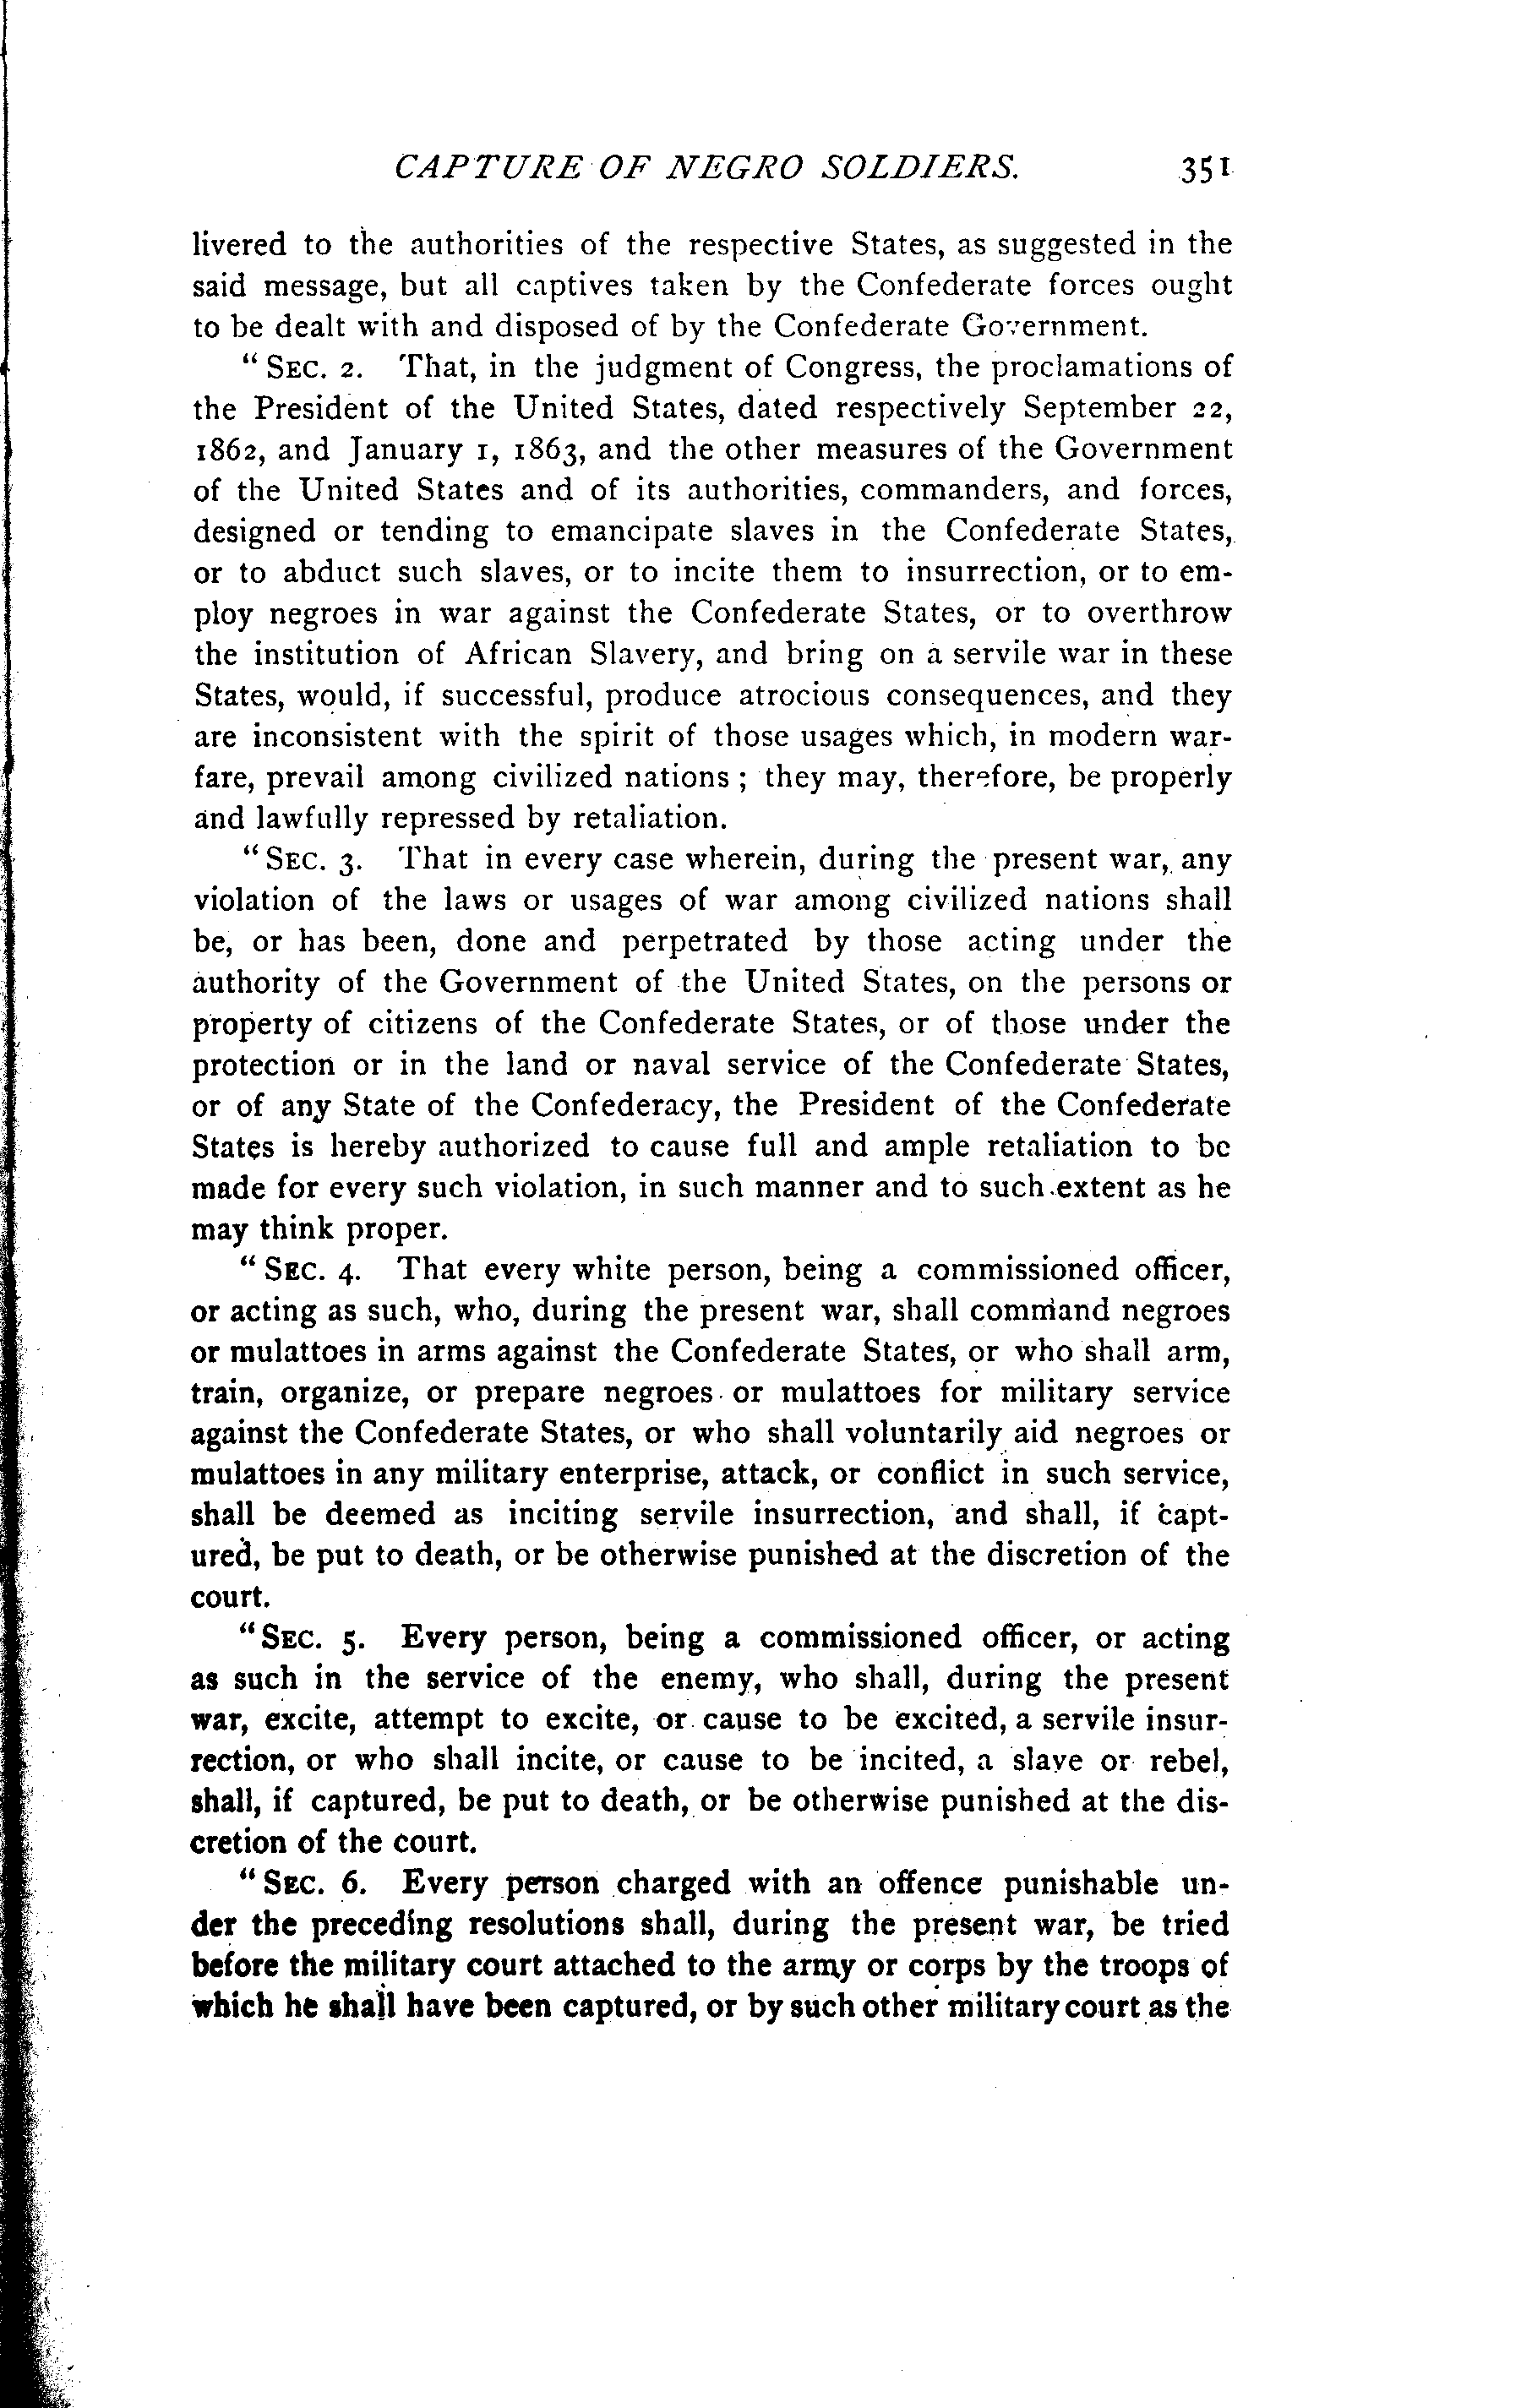 CAPTURE OF NEGRO SOLDIERS. 351
livered to the authorities of the respective States, as suggested in the
said message, but all captives taken by the Confederate forces ought
to be dealt with and disposed of by the Confederate Government.
“ SEC. 2. That, in the judgment of Congress, the proclamations of
the President of the United States, dated respectively September 22,
1862, and January 1, 1863, and the other measures of the Government
of the United States and of its authorities, commanders, and forces,
designed or tending to emancipate slaves in the Confederate States,
or to abduct such slaves, or to incite them to insurrection, or to em-
ploy negroes in war against the Confederate States, or to overthrow
the institution of African Slavery, and bring on a servile war in these
States, would, if successful, produce atrocious consequences, and they
are inconsistent with the spirit of those usages which, in modern war-
fare, prevail among civilized nations ; they may, therefore, be properly
and lawfully repressed by retaliation.
“ SEC. 3. That in every case wherein, during the present war, any
violation of the laws or usages of war among civilized nations shall
be, or has been, done and perpetrated by those acting under the
authority of the Government of the United States, on the persons or
property of citizens of the Confederate States, or of those under the
protection or in the land or naval service of the Confederate States,
or of any State of the Confederacy, the President of the Confederate
States is hereby authorized to cause full and ample retaliation to be
made for every such violation, in such manner and to such extent as he
may think proper.
“ SEC. 4. That every white person, being a commissioned officer,
or acting as such, who, during the present war, shall command negroes
or mulattoes in arms against the Confederate States, or who shall arm,
train, organize, or prepare negroes or mulattoes for military service
against the Confederate States, or who shall voluntarily aid negroes or
mulattoes in any military enterprise, attack, or conflict in such service,
shall be deemed as inciting servile insurrection, and shall, if capt-
ured, be put to death, or be otherwise punished at the discretion of the
court.
“ SEC. 5. Every person, being a commissioned officer, or acting
as such in the service of the enemy, who shall, during the present
war, excite, attempt to excite, or cause to be excited, a servile insur-
rection, or who shall incite, or cause to be incited, a slave or rebel,
shall, if captured, be put to death, or be otherwise punished at the dis-
cretion of the court.
“ SEC. 6. Every person charged with an offence punishable un-
der the preceding resolutions shall, during the present war, be tried
before the military court attached to the army or corps by the troops of
which he shall have been captured, or by such other military court as the